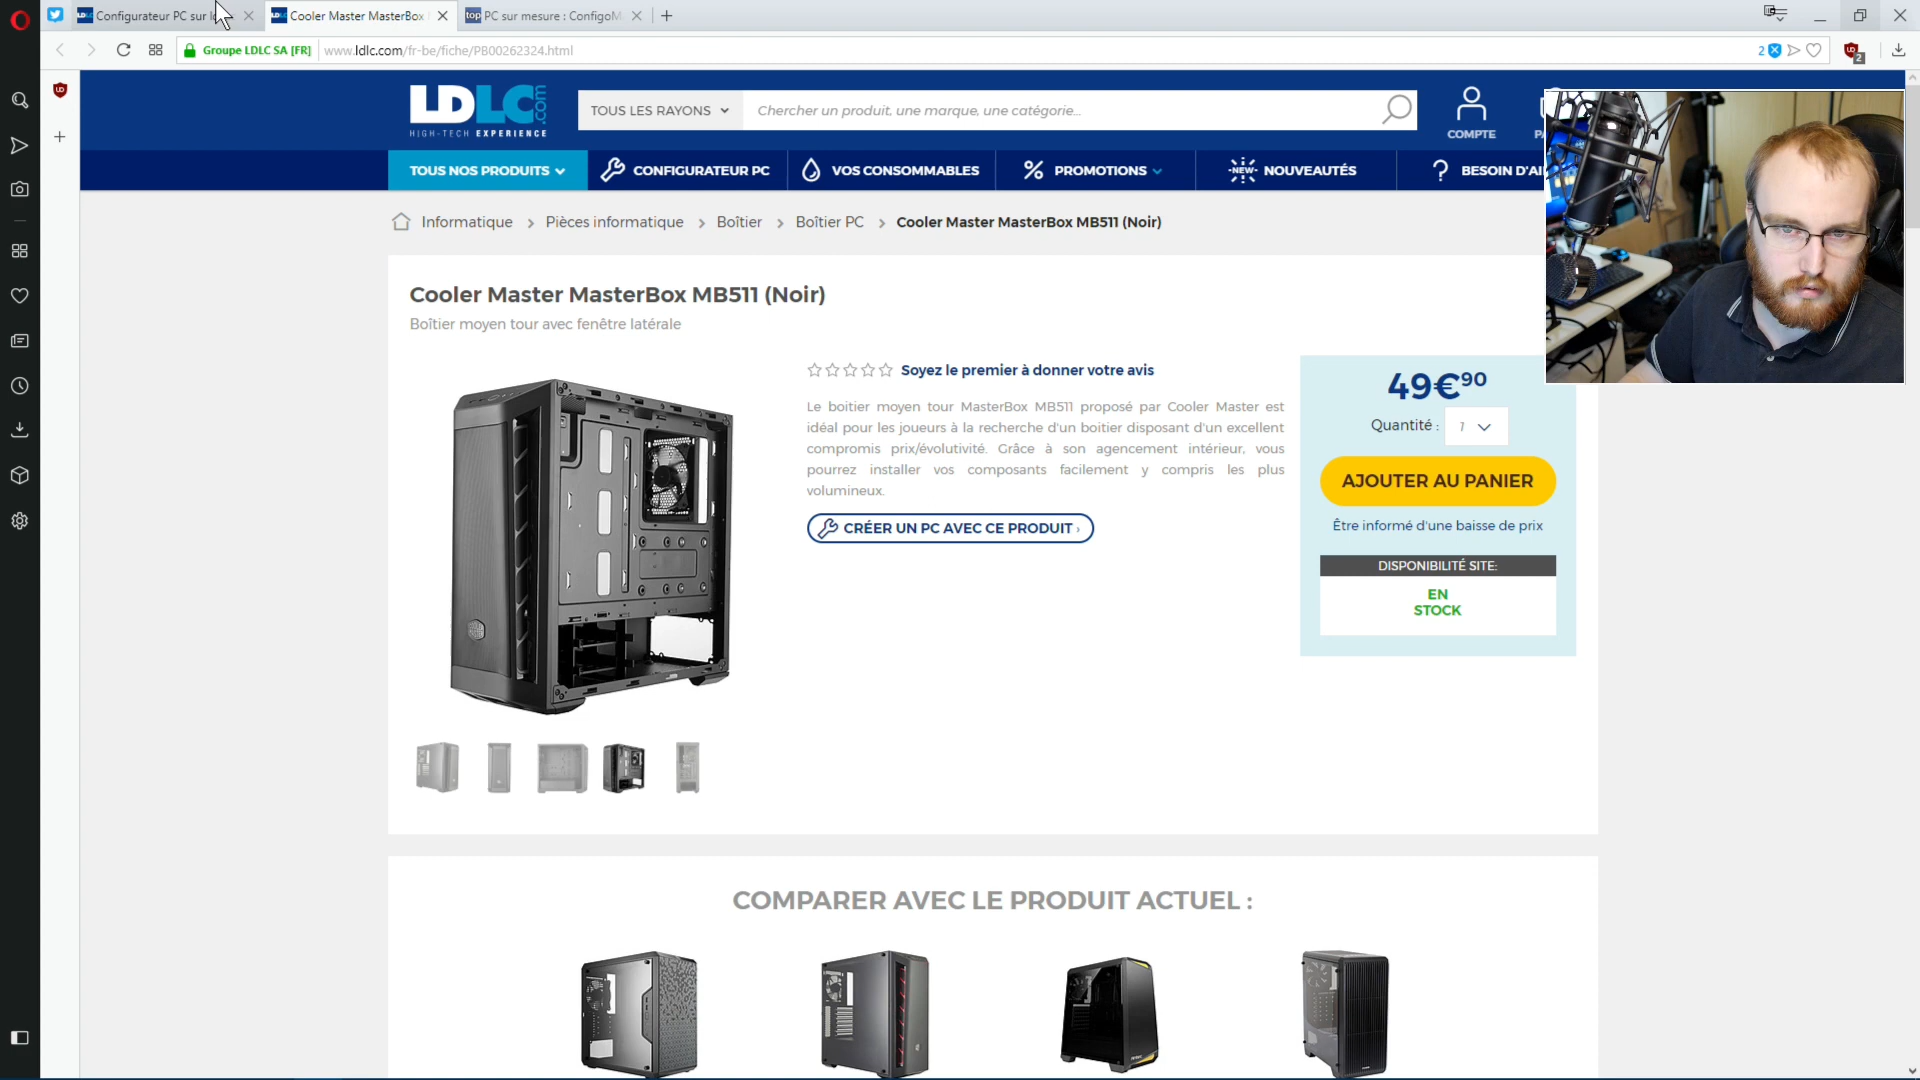 Configurateur PC sur l
Cooler Master MasterBox
top PC sur mesure : ConfigoM
Groupe LDLC SA [FR] www.ldlc.com/fr-be/fiche/PB00262324.html
2
2
LDLC.com
HIGH-TECH EXPERIENCE
TOUS LES RAYONS
Chercher un produit, une marque, une catégorie...
COMPTE
TOUS NOS PRODUITS
CONFIGURATEUR PC
VOS CONSOMMABLES
% PROMOTIONS
-NEW- NOUVEAUTÉS
? BESOIN D'AI
Informatique > Pièces informatique > Boîtier > Boîtier PC > Cooler Master MasterBox MB511 (Noir)
Cooler Master MasterBox MB511 (Noir)
Boîtier moyen tour avec fenêtre latérale
Soyez le premier à donner votre avis
Le boitier moyen tour MasterBox MB511 proposé par Cooler Master est
idéal pour les joueurs à la recherche d'un boitier disposant d'un excellent
compromis prix/évolutivité. Grâce à son agencement intérieur, vous
pourrez installer vos composants facilement y compris les plus
volumineux.
CRÉER UN PC AVEC CE PRODUIT ›
49€90
Quantité : 1
AJOUTER AU PANIER
Être informé d'une baisse de prix
DISPONIBILITÉ SITE:
EN
STOCK
COMPARER AVEC LE PRODUIT ACTUEL :